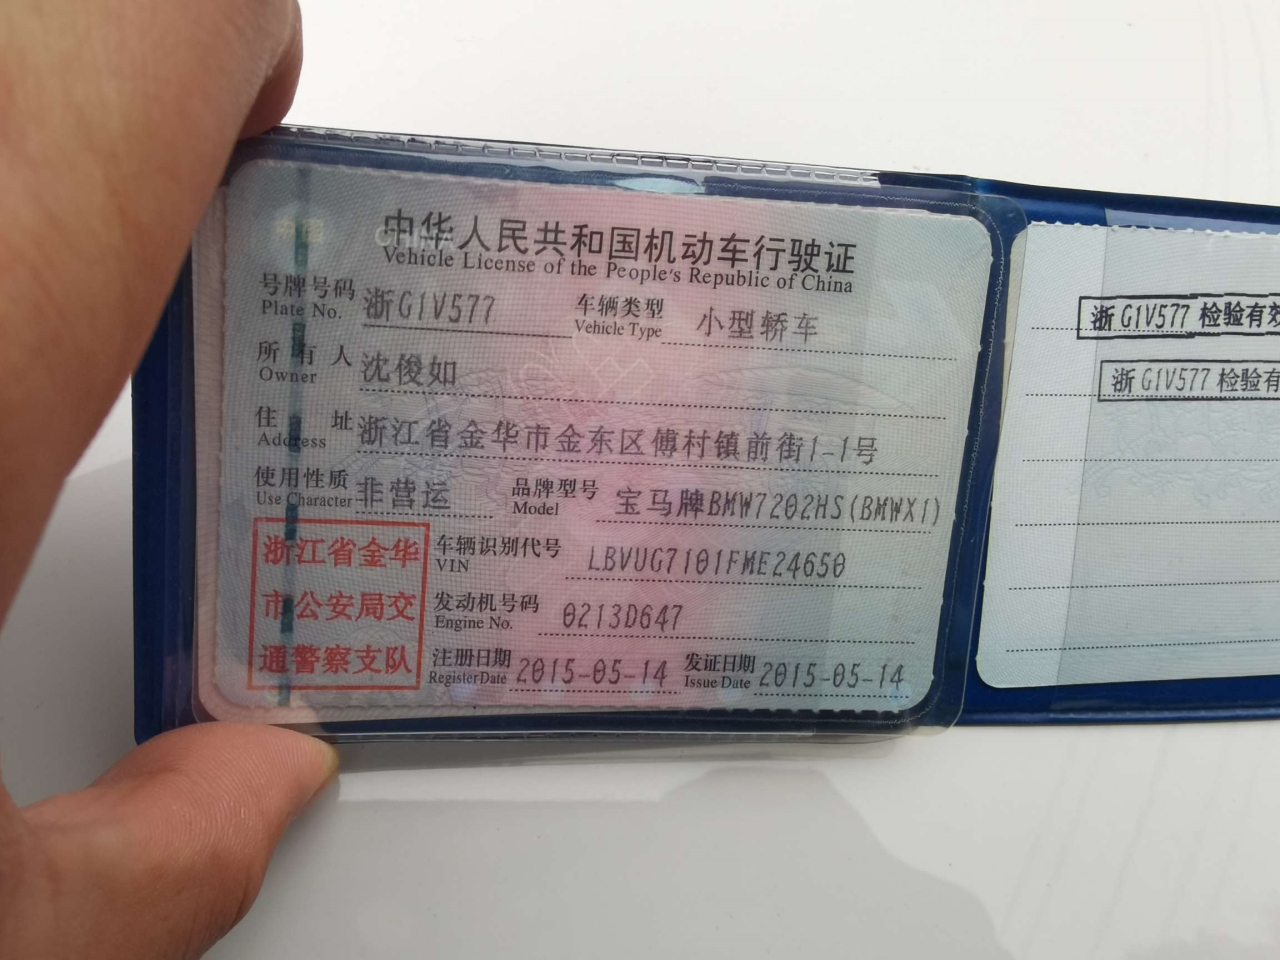 中华人民共和国机动车行驶证
Vehicle License of the People's Republic of China
号牌号码 浙G1V577 车辆类型 小型轿车
Plate No. Vehicle Type
所有人 沈俊如
Owner
住址 浙江省金华市金东区傅村镇前街1-1号
Address
使用性质 非营运 品牌型号 宝马牌BMW7202HS(BMWX1)
Use Character Model
浙江省金华
市公安局交
通警察支队
车辆识别代号 LBVUG7101FME24650
VIN
发动机号码 0213D647
Engine No.
注册日期 2015-05-14 发证日期 2015-05-14
Register Date Issue Date
浙G1V577 检验有效
浙G1V577 检验有